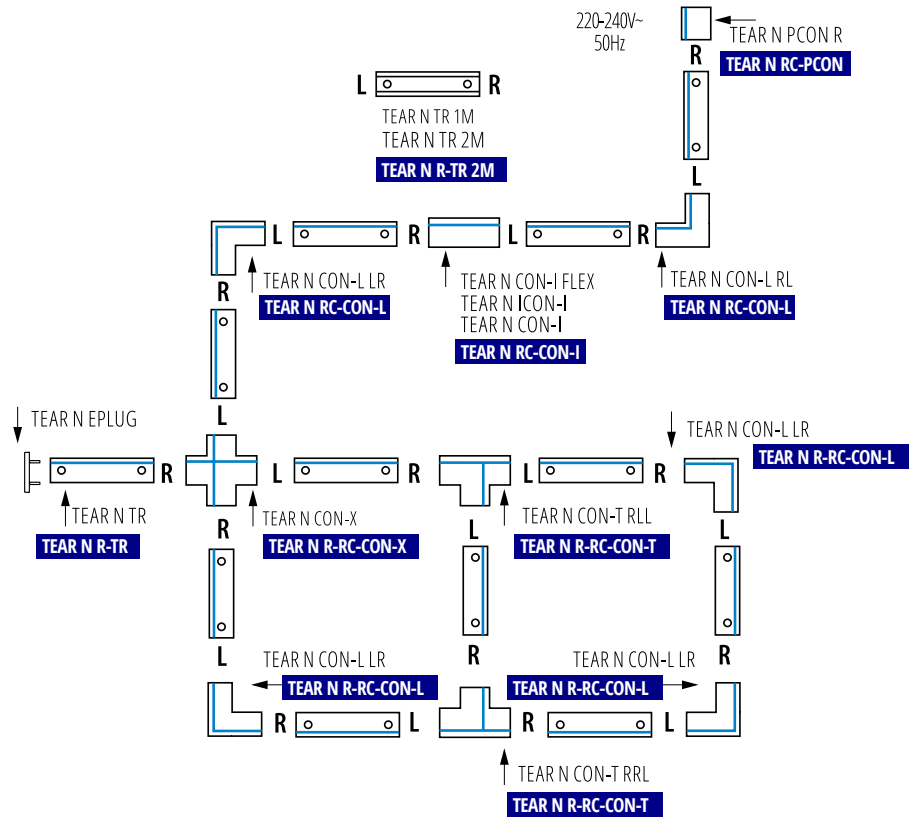 220-240V~
50Hz
TEAR N PCON R
R
TEAR N RC-PCON
L R
TEAR N TR 1M
TEAR N TR 2M
TEAR N R-TR 2M
L
L R L R
R
TEAR N CON-L LR
TEAR N RC-CON-L
TEAR N CON-I FLEX
TEAR N ICON-I
TEAR N CON-I
TEAR N RC-CON-I
TEAR N CON-L RL
TEAR N RC-CON-L
L
TEAR N EPLUG
TEAR N CON-L LR
TEAR N R-RC-CON-L
R L R L R
TEAR N TR
TEAR N R-TR
R
TEAR N CON-X
TEAR N R-RC-CON-X
L
TEAR N CON-T RLL
TEAR N R-RC-CON-T
L
L R R
TEAR N CON-L LR
TEAR N R-RC-CON-L
TEAR N CON-L LR
TEAR N R-RC-CON-L
R L R L
TEAR N CON-T RRL
TEAR N R-RC-CON-T